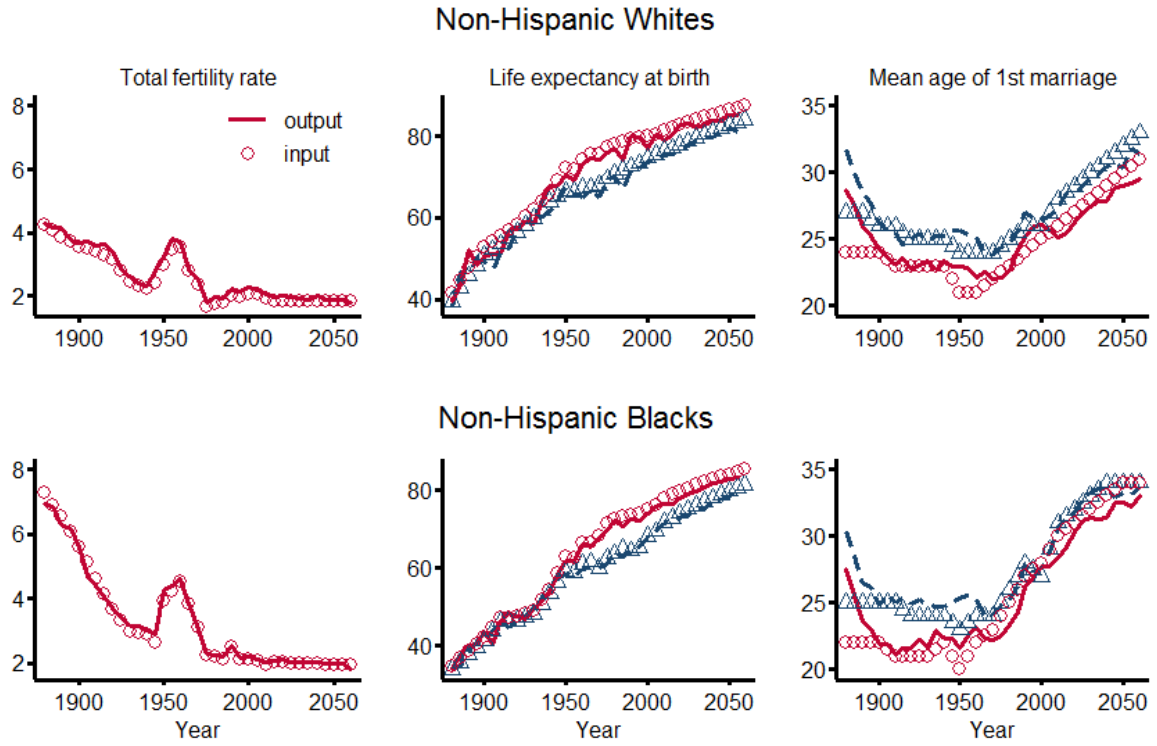 Non-Hispanic Whites
Total fertility rate
Life expectancy at birth
Mean age of 1st marriage
8
6
4
2
output
input
1900 1950 2000 2050
80
60
40
1900 1950 2000 2050
35
30
25
20
1900 1950 2000 2050
Non-Hispanic Blacks
8
6
4
2
1900 1950 2000 2050
Year
80
60
40
1900 1950 2000 2050
Year
35
30
25
20
1900 1950 2000 2050
Year